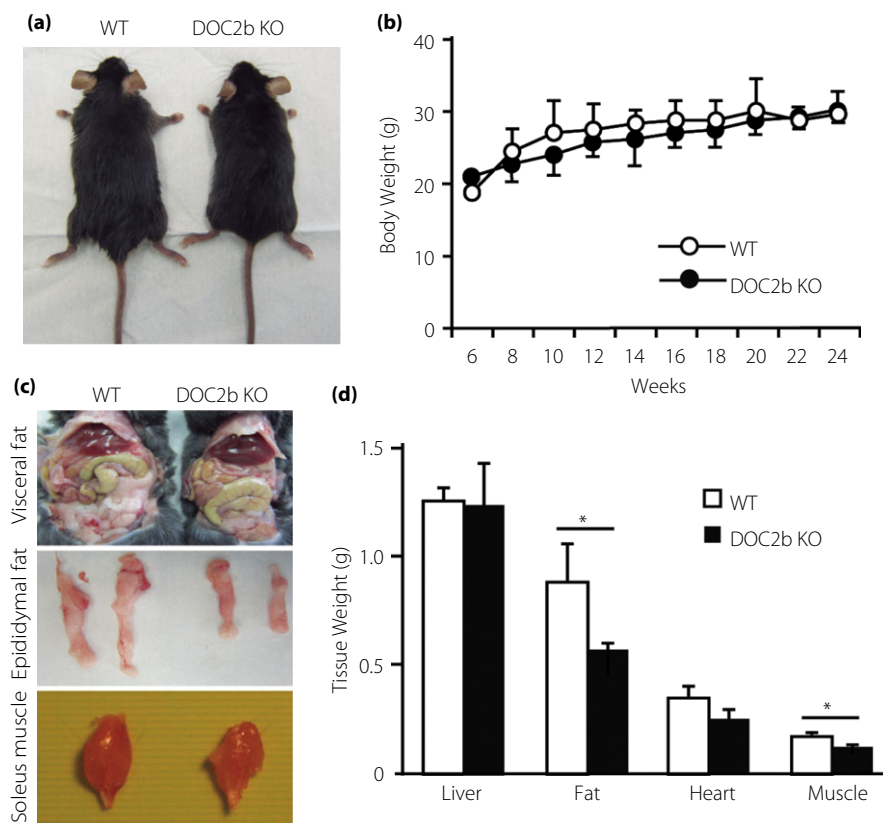 (a)
WT DOC2b KO
(b)
40
30
20
10
0
Body Weight (g)
WT
DOC2b KO
6 8 10 12 14 16 18 20 22 24
Weeks
(c)
WT DOC2b KO
Visceral fat
Epididymal fat
Soleus muscle
(d)
1.5
1.0
0.5
0
Tissue Weight (g)
WT
DOC2b KO
*
*
Liver Fat Heart Muscle